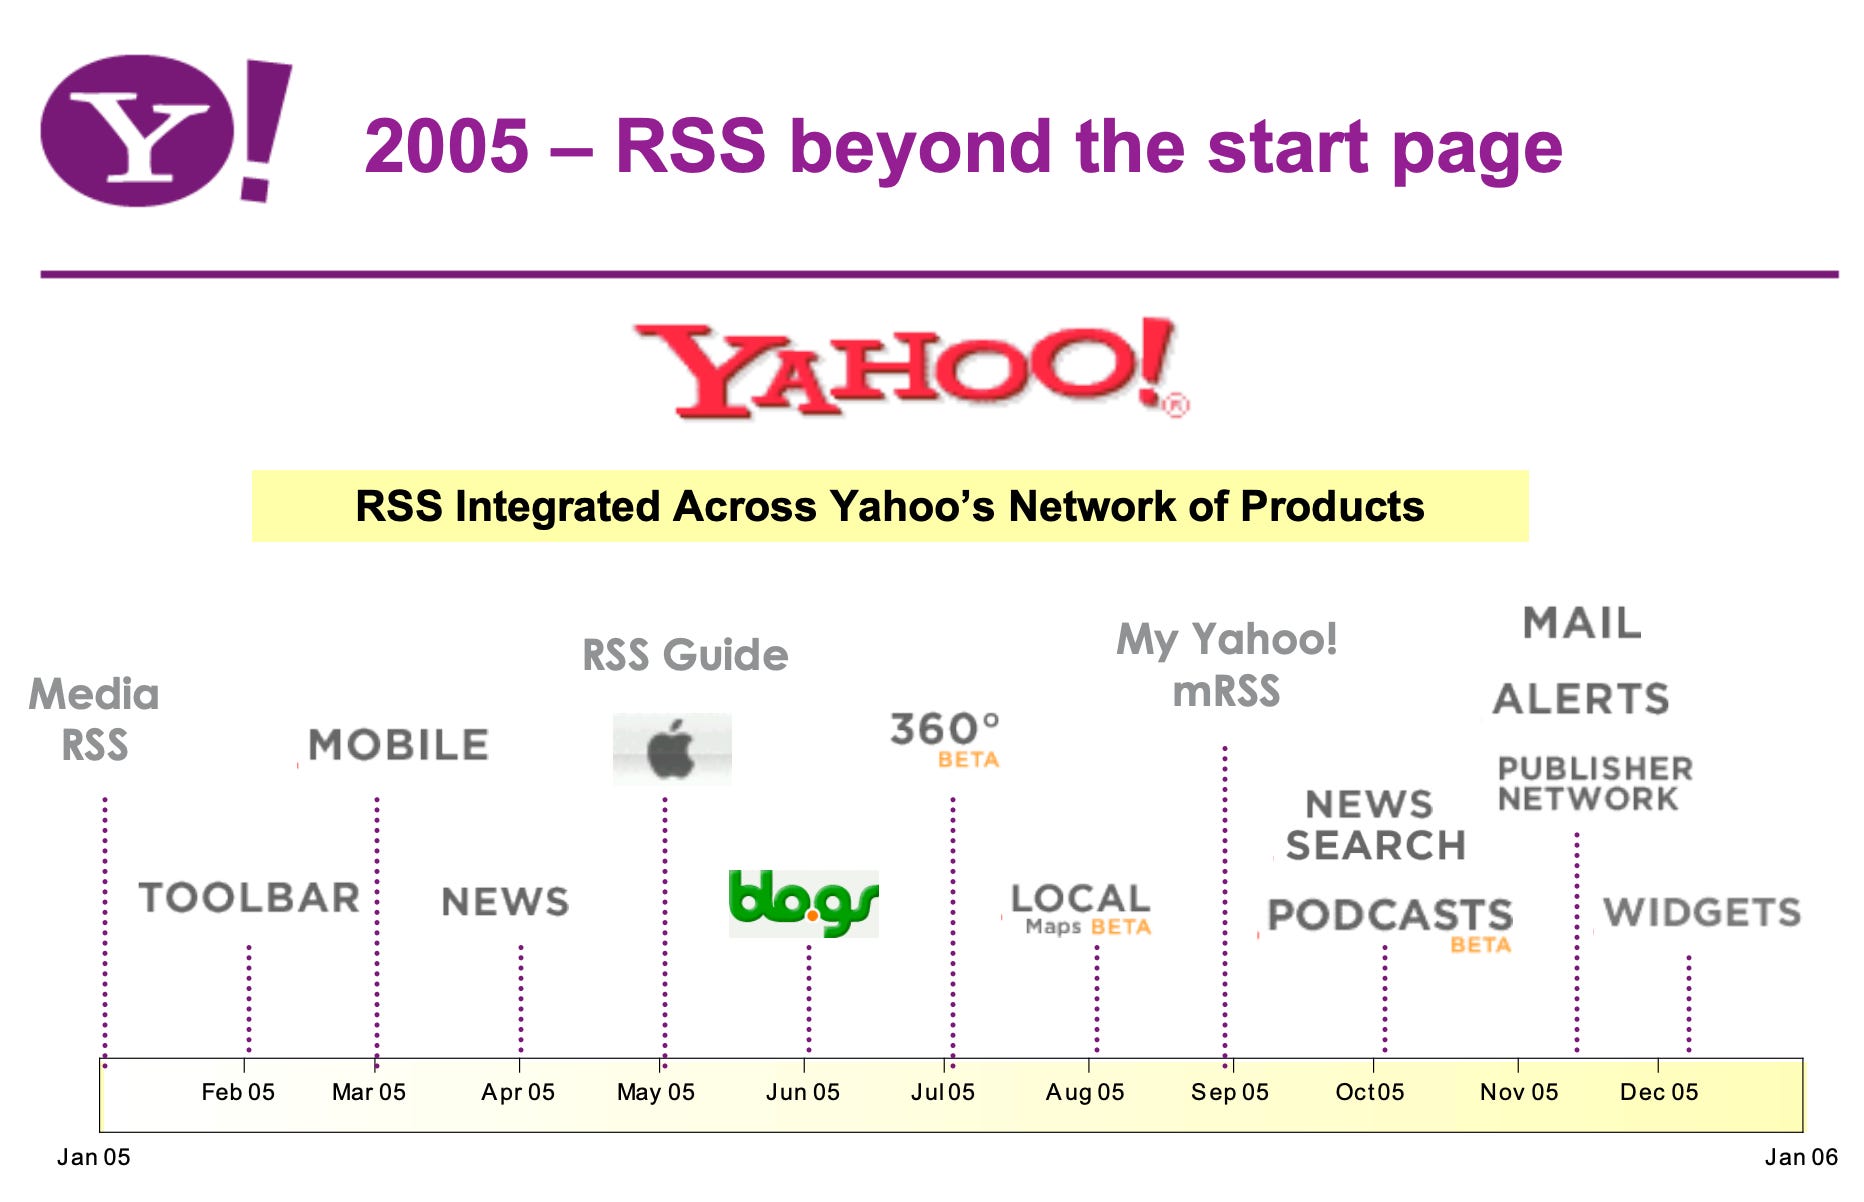 Y!
2005 – RSS beyond the start page
YAHOO!®
RSS Integrated Across Yahoo’s Network of Products
Media
RSS
TOOLBAR
MOBILE
NEWS
RSS Guide
blo.gs
360°
BETA
LOCAL
Maps BETA
My Yahoo!
mRSS
NEWS
SEARCH
PODCASTS
BETA
MAIL
ALERTS
PUBLISHER
NETWORK
WIDGETS
Feb 05 Mar 05 Apr 05 May 05 Jun 05 Jul 05 Aug 05 Sep 05 Oct 05 Nov 05 Dec 05
Jan 05 Jan 06